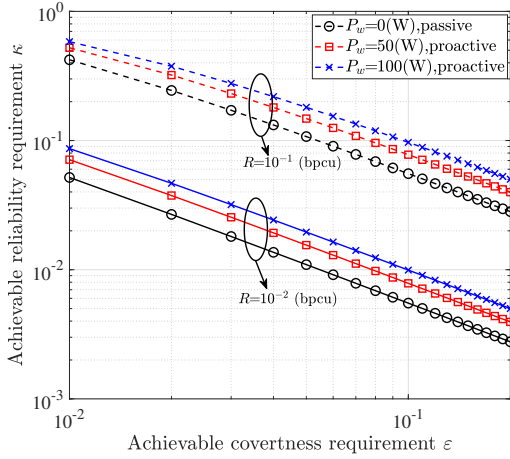 10^0
10^{-1}
10^{-2}
10^{-3}
Achievable reliability requirement κ
P_w=0(W),passive
P_w=50(W),proactive
P_w=100(W),proactive
R=10^{-1} (bpcu)
R=10^{-2} (bpcu)
10^{-2}
10^{-1}
Achievable covertness requirement ε